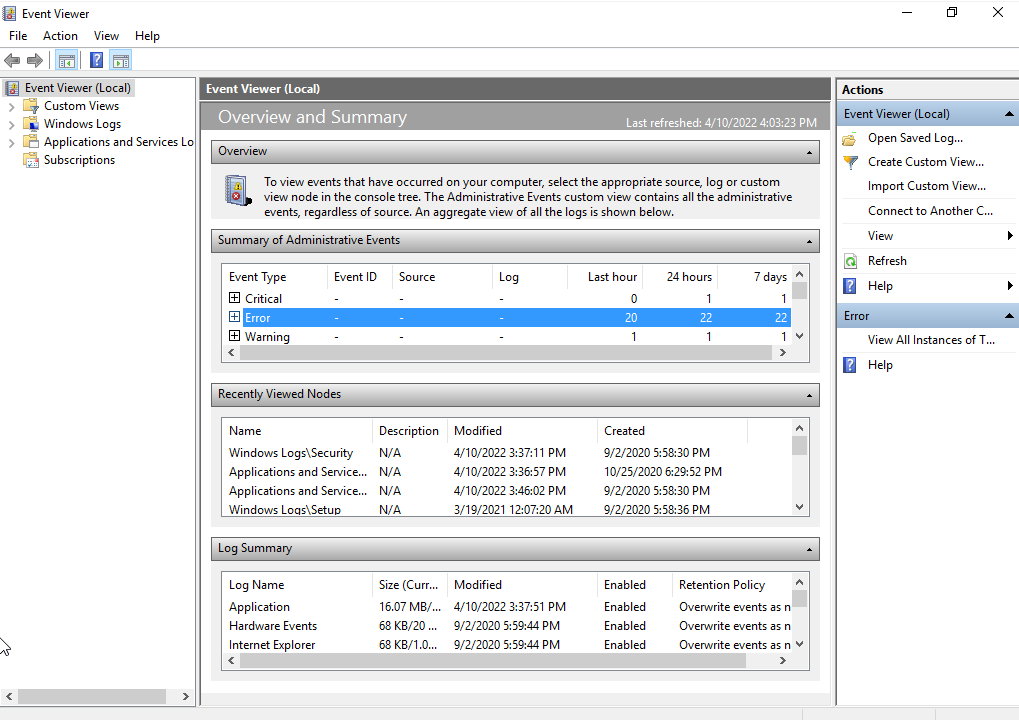 Event Viewer
File Action View Help
Event Viewer (Local)
Custom Views
Windows Logs
Applications and Services Lo
Subscriptions
Event Viewer (Local)
Overview and Summary
Last refreshed: 4/10/2022 4:03:23 PM
Overview
To view events that have occurred on your computer, select the appropriate source, log or custom
view node in the console tree. The Administrative Events custom view contains all the administrative
events, regardless of source. An aggregate view of all the logs is shown below.
Summary of Administrative Events
Event Type Event ID Source Log Last hour 24 hours 7 days
Critical - - - 0 1 1
Error - - - 20 22 22
Warning - - - 1 1 1
Recently Viewed Nodes
Name Description Modified Created
Windows Logs\Security N/A 4/10/2022 3:37:11 PM 9/2/2020 5:58:30 PM
Applications and Service... N/A 4/10/2022 3:36:57 PM 10/25/2020 6:29:52 PM
Applications and Service... N/A 4/10/2022 3:46:02 PM 9/2/2020 5:58:30 PM
Windows Logs\Setup N/A 3/19/2021 12:07:20 AM 9/2/2020 5:58:36 PM
Log Summary
Log Name Size (Curr... Modified Enabled Retention Policy
Application 16.07 MB/... 4/10/2022 3:37:51 PM Enabled Overwrite events as n
Hardware Events 68 KB/20 ... 9/2/2020 5:59:44 PM Enabled Overwrite events as n
Internet Explorer 68 KB/1.0... 9/2/2020 5:59:44 PM Enabled Overwrite events as n
Actions
Event Viewer (Local)
Open Saved Log...
Create Custom View...
Import Custom View...
Connect to Another C...
View
Refresh
Help
Error
View All Instances of T...
Help